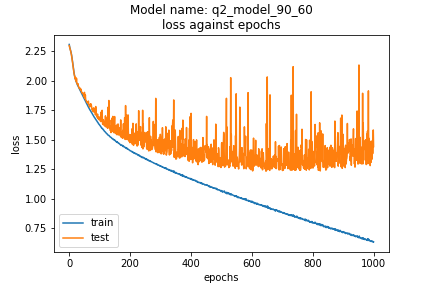 Model name: q2_model_90_60
loss against epochs
2.25
2.00
1.75
1.50
1.25
1.00
0.75
loss
train
test
0
200
400
600
800
1000
epochs